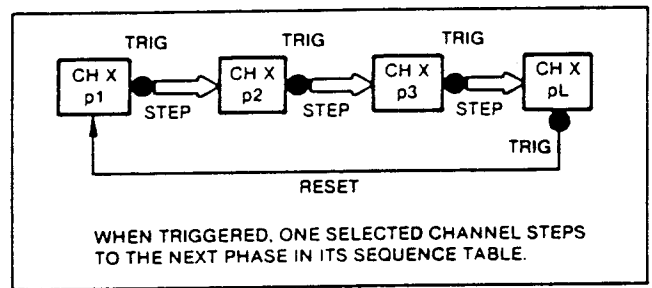 TRIG TRIG TRIG
CH X CH X CH X CH X
p1 p2 p3 pL
STEP STEP STEP
TRIG
RESET
WHEN TRIGGERED, ONE SELECTED CHANNEL STEPS
TO THE NEXT PHASE IN ITS SEQUENCE TABLE.